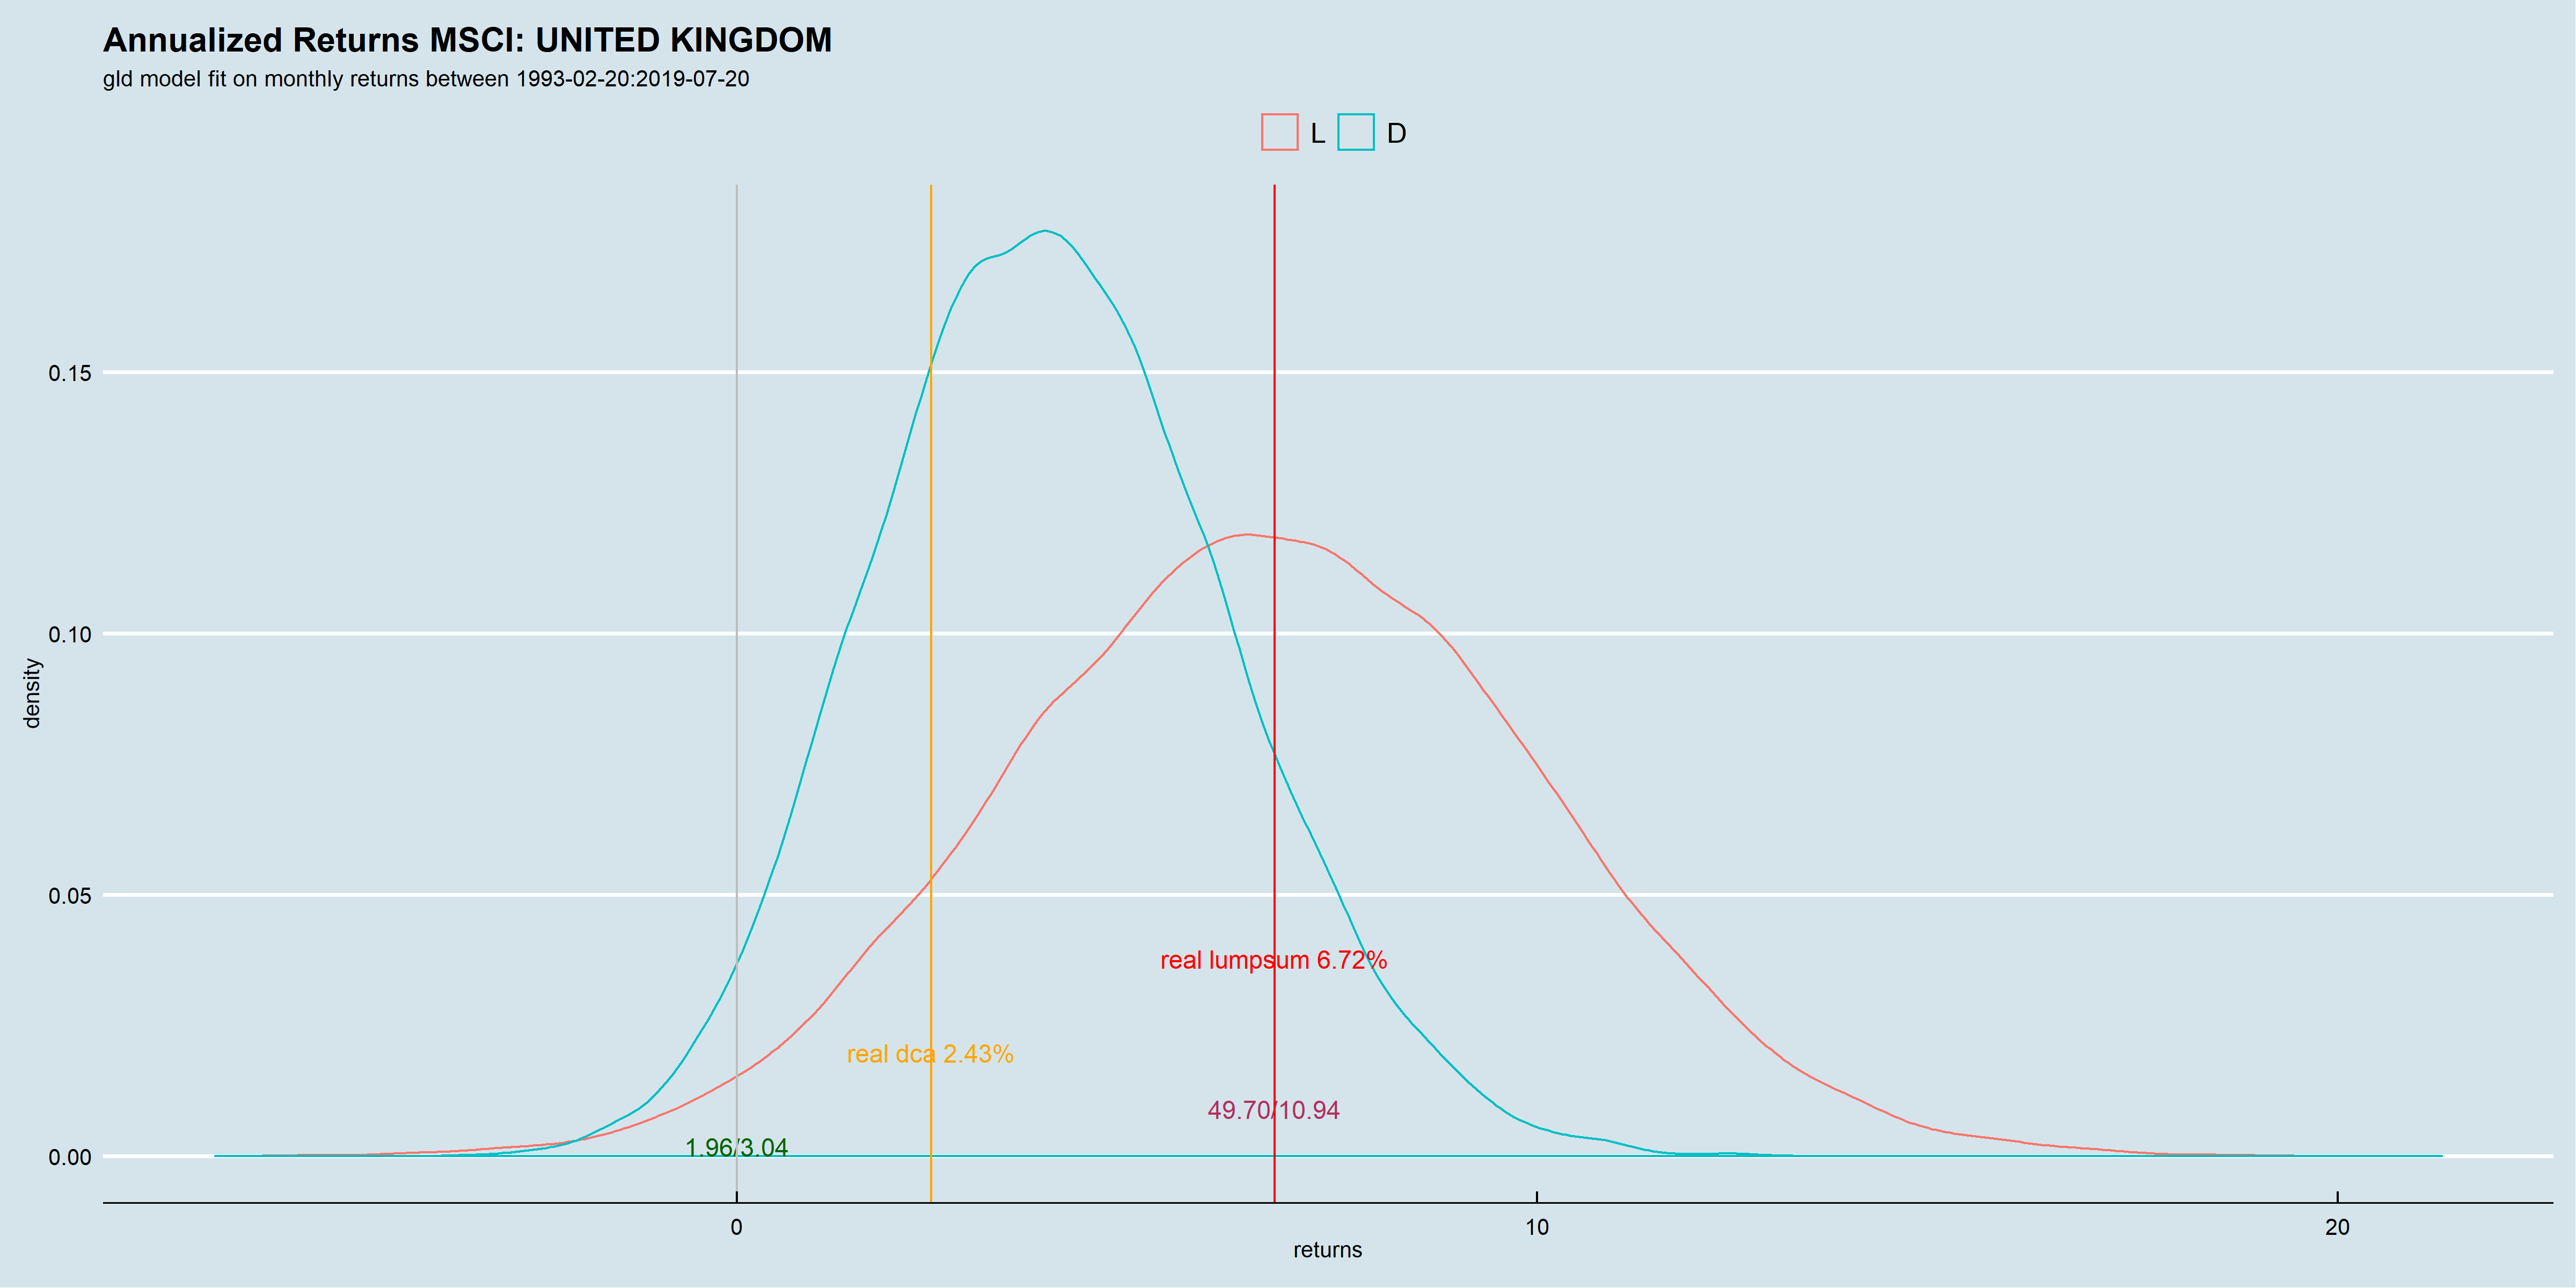 Annualized Returns MSCI: UNITED KINGDOM
gld model fit on monthly returns between 1993-02-20:2019-07-20
L D
0.15
0.10
0.05
0.00
density
real lumpsum 6.72%
real dca 2.43%
49.70/10.94
1.96/3.04
0 10 20
returns